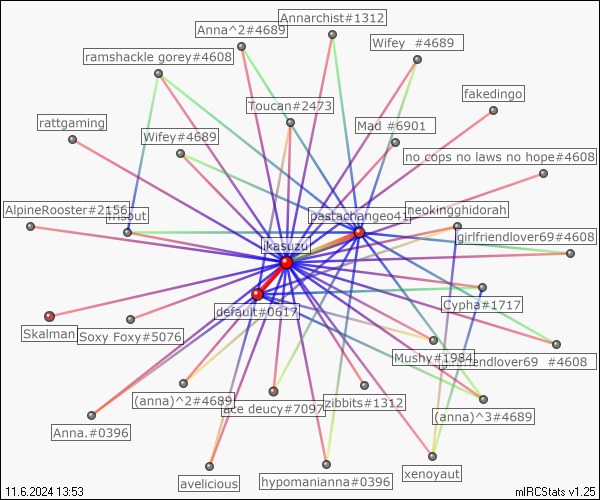 Annarchist#1312
Anna^2#4689
Wifey #4689
ramshackle gorey#4608
fakedingo
Toucan#2473
rattgaming
Mad #6901
Wifey#4689
no cops no laws no hope#4608
AlpineRooster#2156
pastachangeo41
neokingghidorah
girlfriendlover69#4608
ikasuzu
Cypha#1717
default#0617
Skalman
Soxy Foxy#5076
Mushy#1984
#4608
(anna)^2#4689
ace deucy#7097
zibbits#1312
(anna)^3#4689
Anna.#0396
xenoyaut
hypomanianna#0396
avelicious
11.6.2024 13:53
mIRCStats v1.25